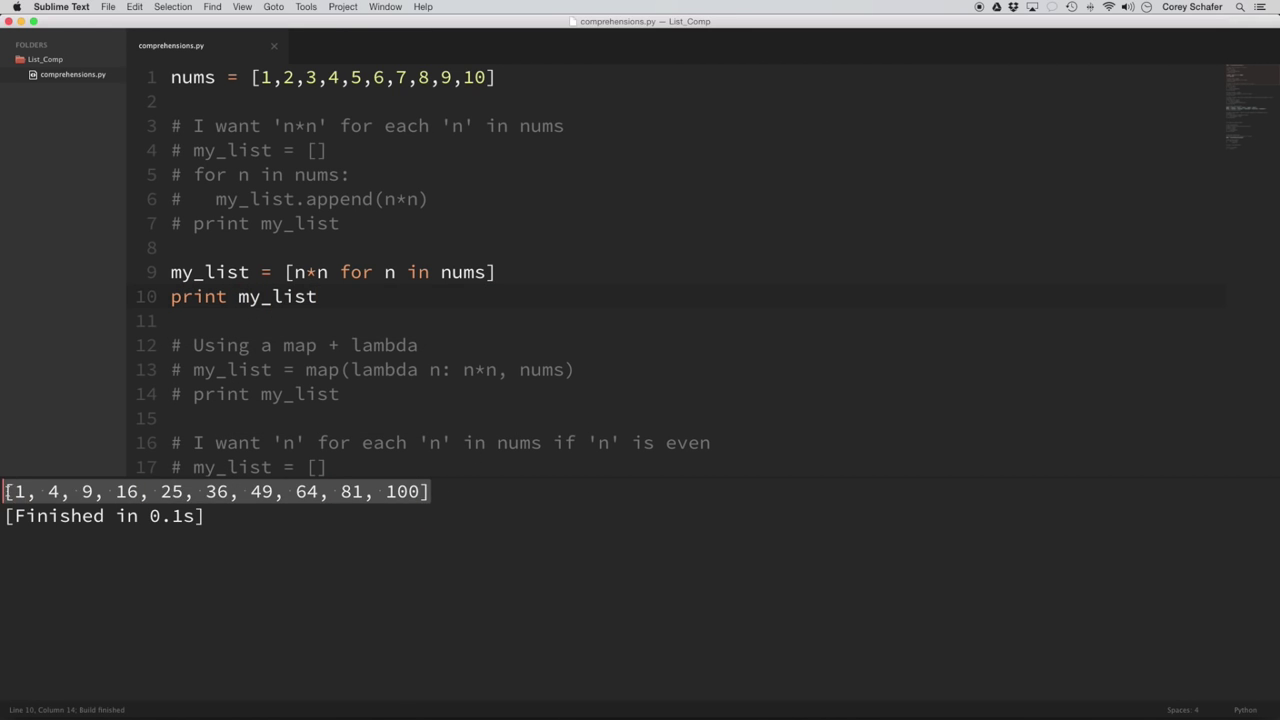 Sublime Text File Edit Selection Find View Goto Tools Project Window Help Corey Schafer
comprehensions.py — List_Comp
FOLDERS
List_Comp
comprehensions.py
comprehensions.py
1 nums = [1,2,3,4,5,6,7,8,9,10]
2
3 # I want 'n*n' for each 'n' in nums
4 # my_list = []
5 # for n in nums:
6 #   my_list.append(n*n)
7 # print my_list
8
9 my_list = [n*n for n in nums]
10 print my_list
11
12 # Using a map + lambda
13 # my_list = map(lambda n: n*n, nums)
14 # print my_list
15
16 # I want 'n' for each 'n' in nums if 'n' is even
17 # my_list = []
[1, 4, 9, 16, 25, 36, 49, 64, 81, 100]
[Finished in 0.1s]
Line 10, Column 14, Build finished Spaces: 4 Python